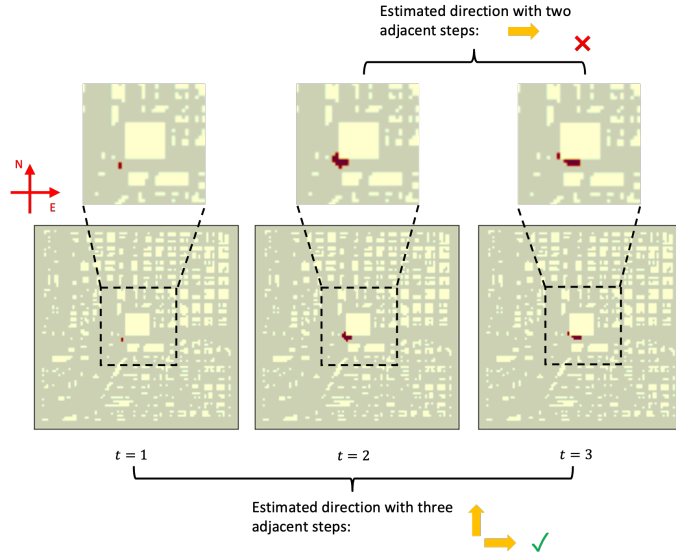 Estimated direction with two
adjacent steps:
N
E
t = 1
t = 2
t = 3
Estimated direction with three
adjacent steps: